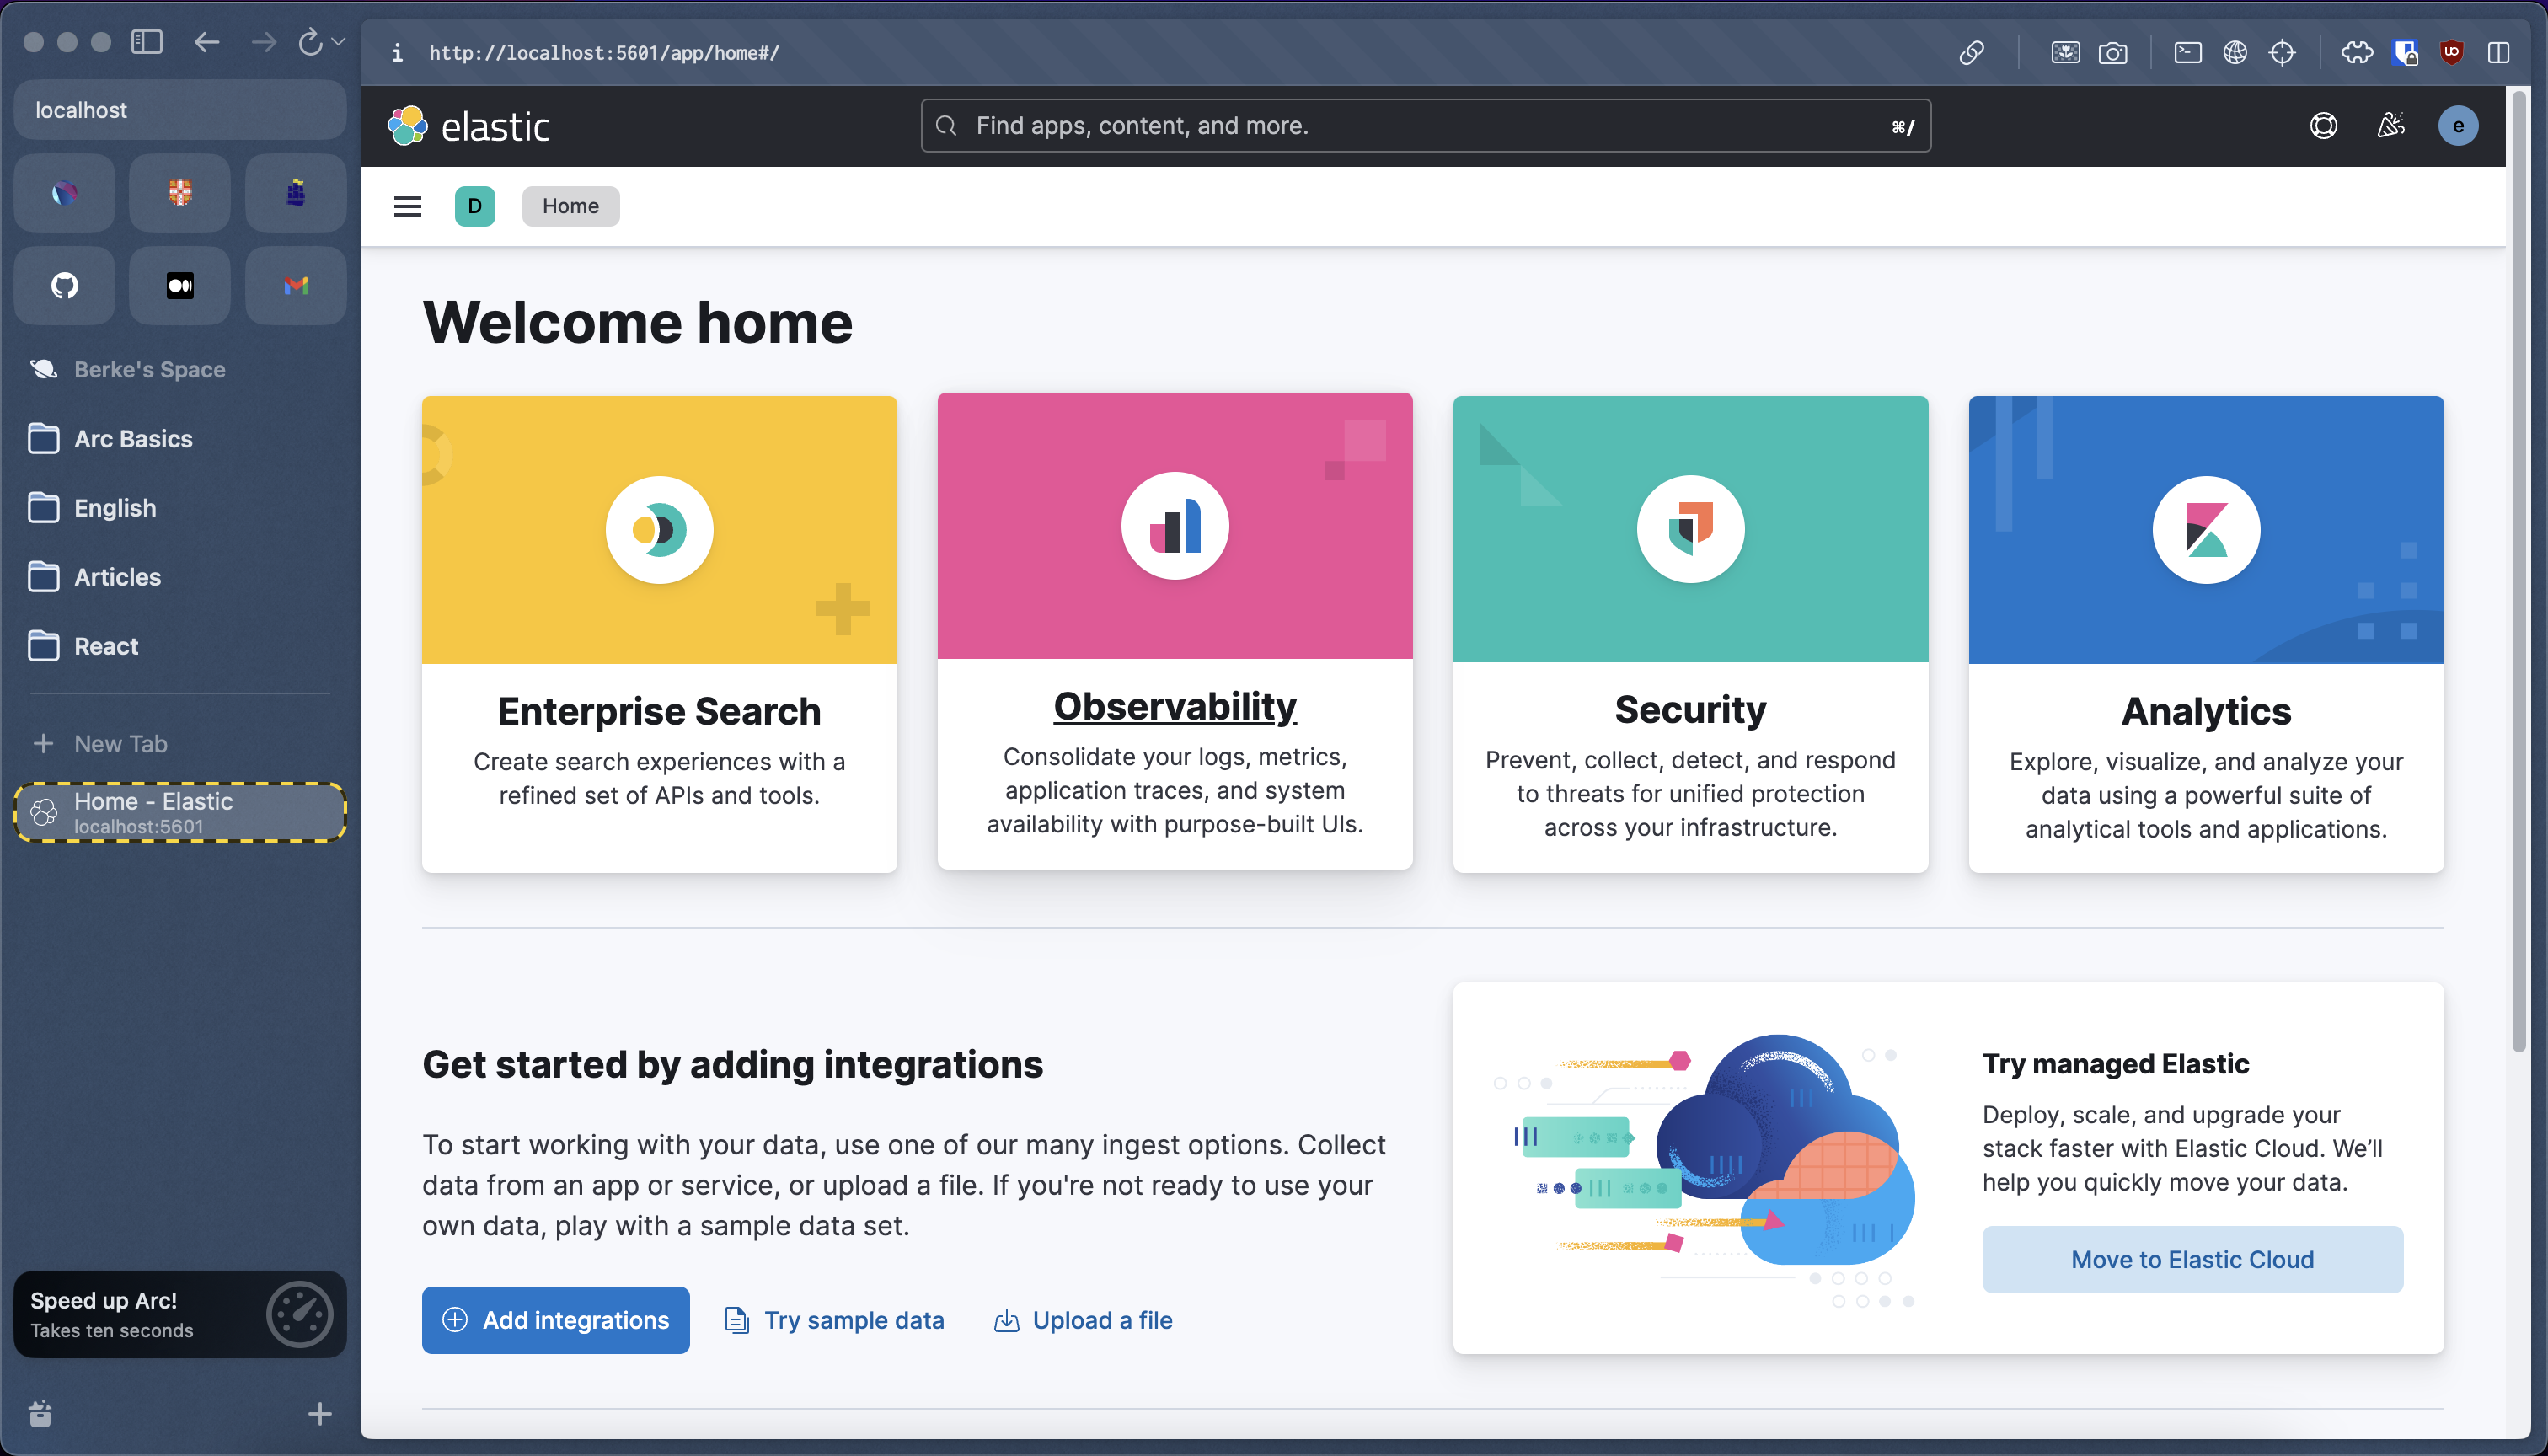 http://localhost:5601/app/home#/
localhost
Berke's Space
Arc Basics
English
Articles
React
New Tab
Home - Elastic
localhost:5601
Speed up Arc!
Takes ten seconds
elastic
Find apps, content, and more.
⌘/
e
D
Home
Welcome home
Enterprise Search
Create search experiences with a
refined set of APIs and tools.
Observability
Consolidate your logs, metrics,
application traces, and system
availability with purpose-built UIs.
Security
Prevent, collect, detect, and respond
to threats for unified protection
across your infrastructure.
Analytics
Explore, visualize, and analyze your
data using a powerful suite of
analytical tools and applications.
Get started by adding integrations
To start working with your data, use one of our many ingest options. Collect
data from an app or service, or upload a file. If you're not ready to use your
own data, play with a sample data set.
Add integrations
Try sample data
Upload a file
Try managed Elastic
Deploy, scale, and upgrade your
stack faster with Elastic Cloud. We’ll
help you quickly move your data.
Move to Elastic Cloud